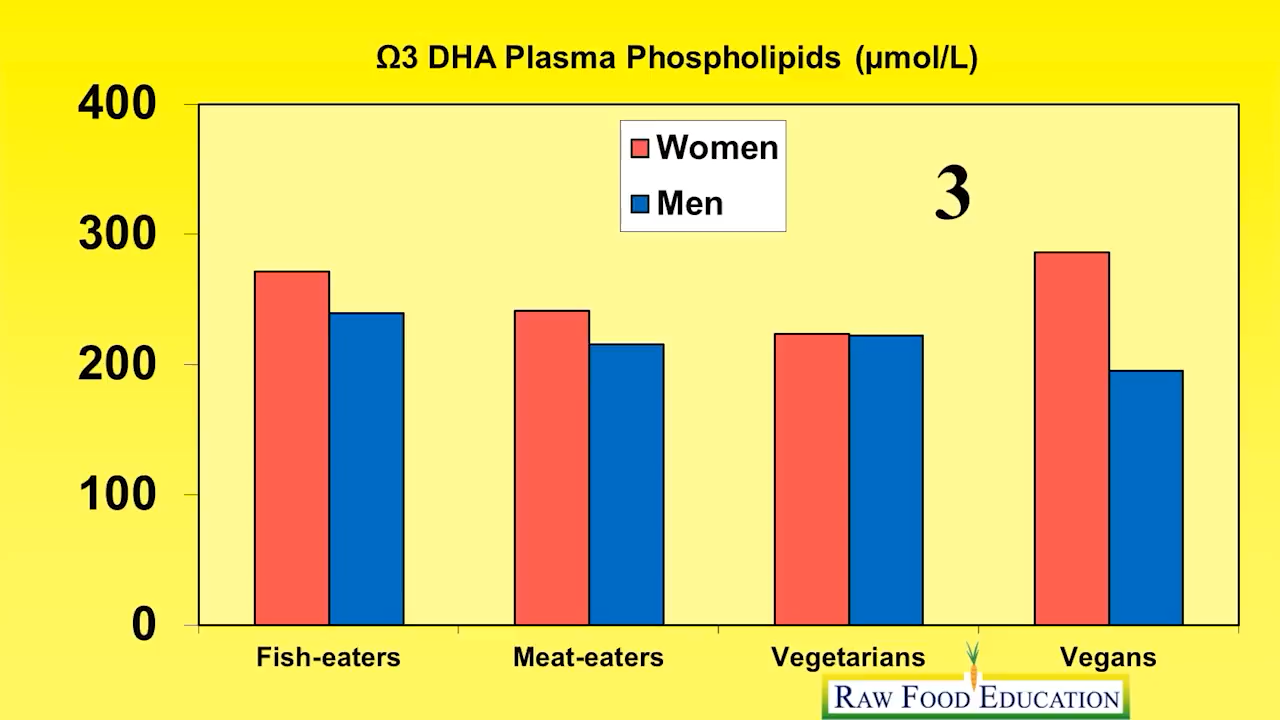 Ω3 DHA Plasma Phospholipids (µmol/L)
400
300
200
100
0
Women
Men
3
Fish-eaters Meat-eaters Vegetarians Vegans
RAW FOOD EDUCATION